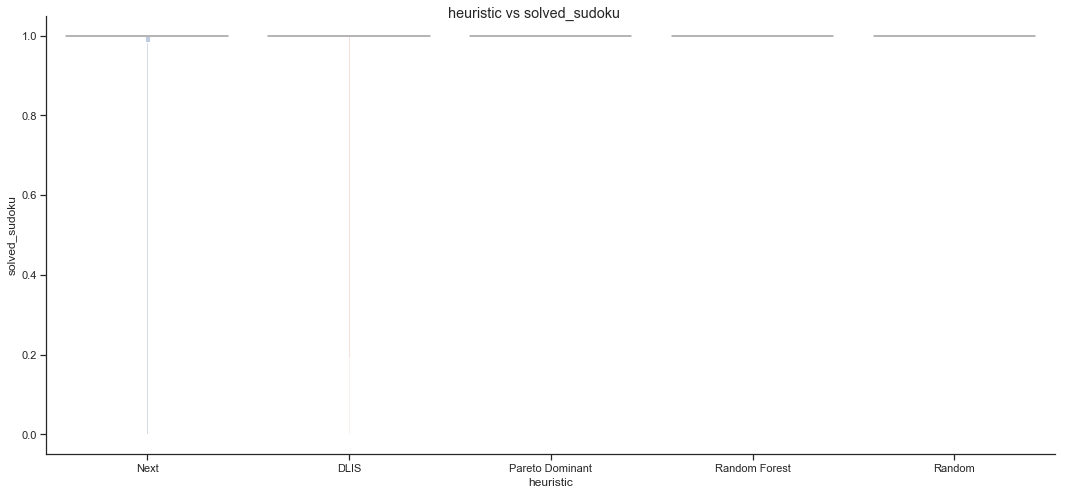 heuristic vs solved_sudoku
1.0
0.8
0.6
0.4
0.2
0.0
solved_sudoku
Next DLIS Pareto Dominant Random Forest Random
heuristic